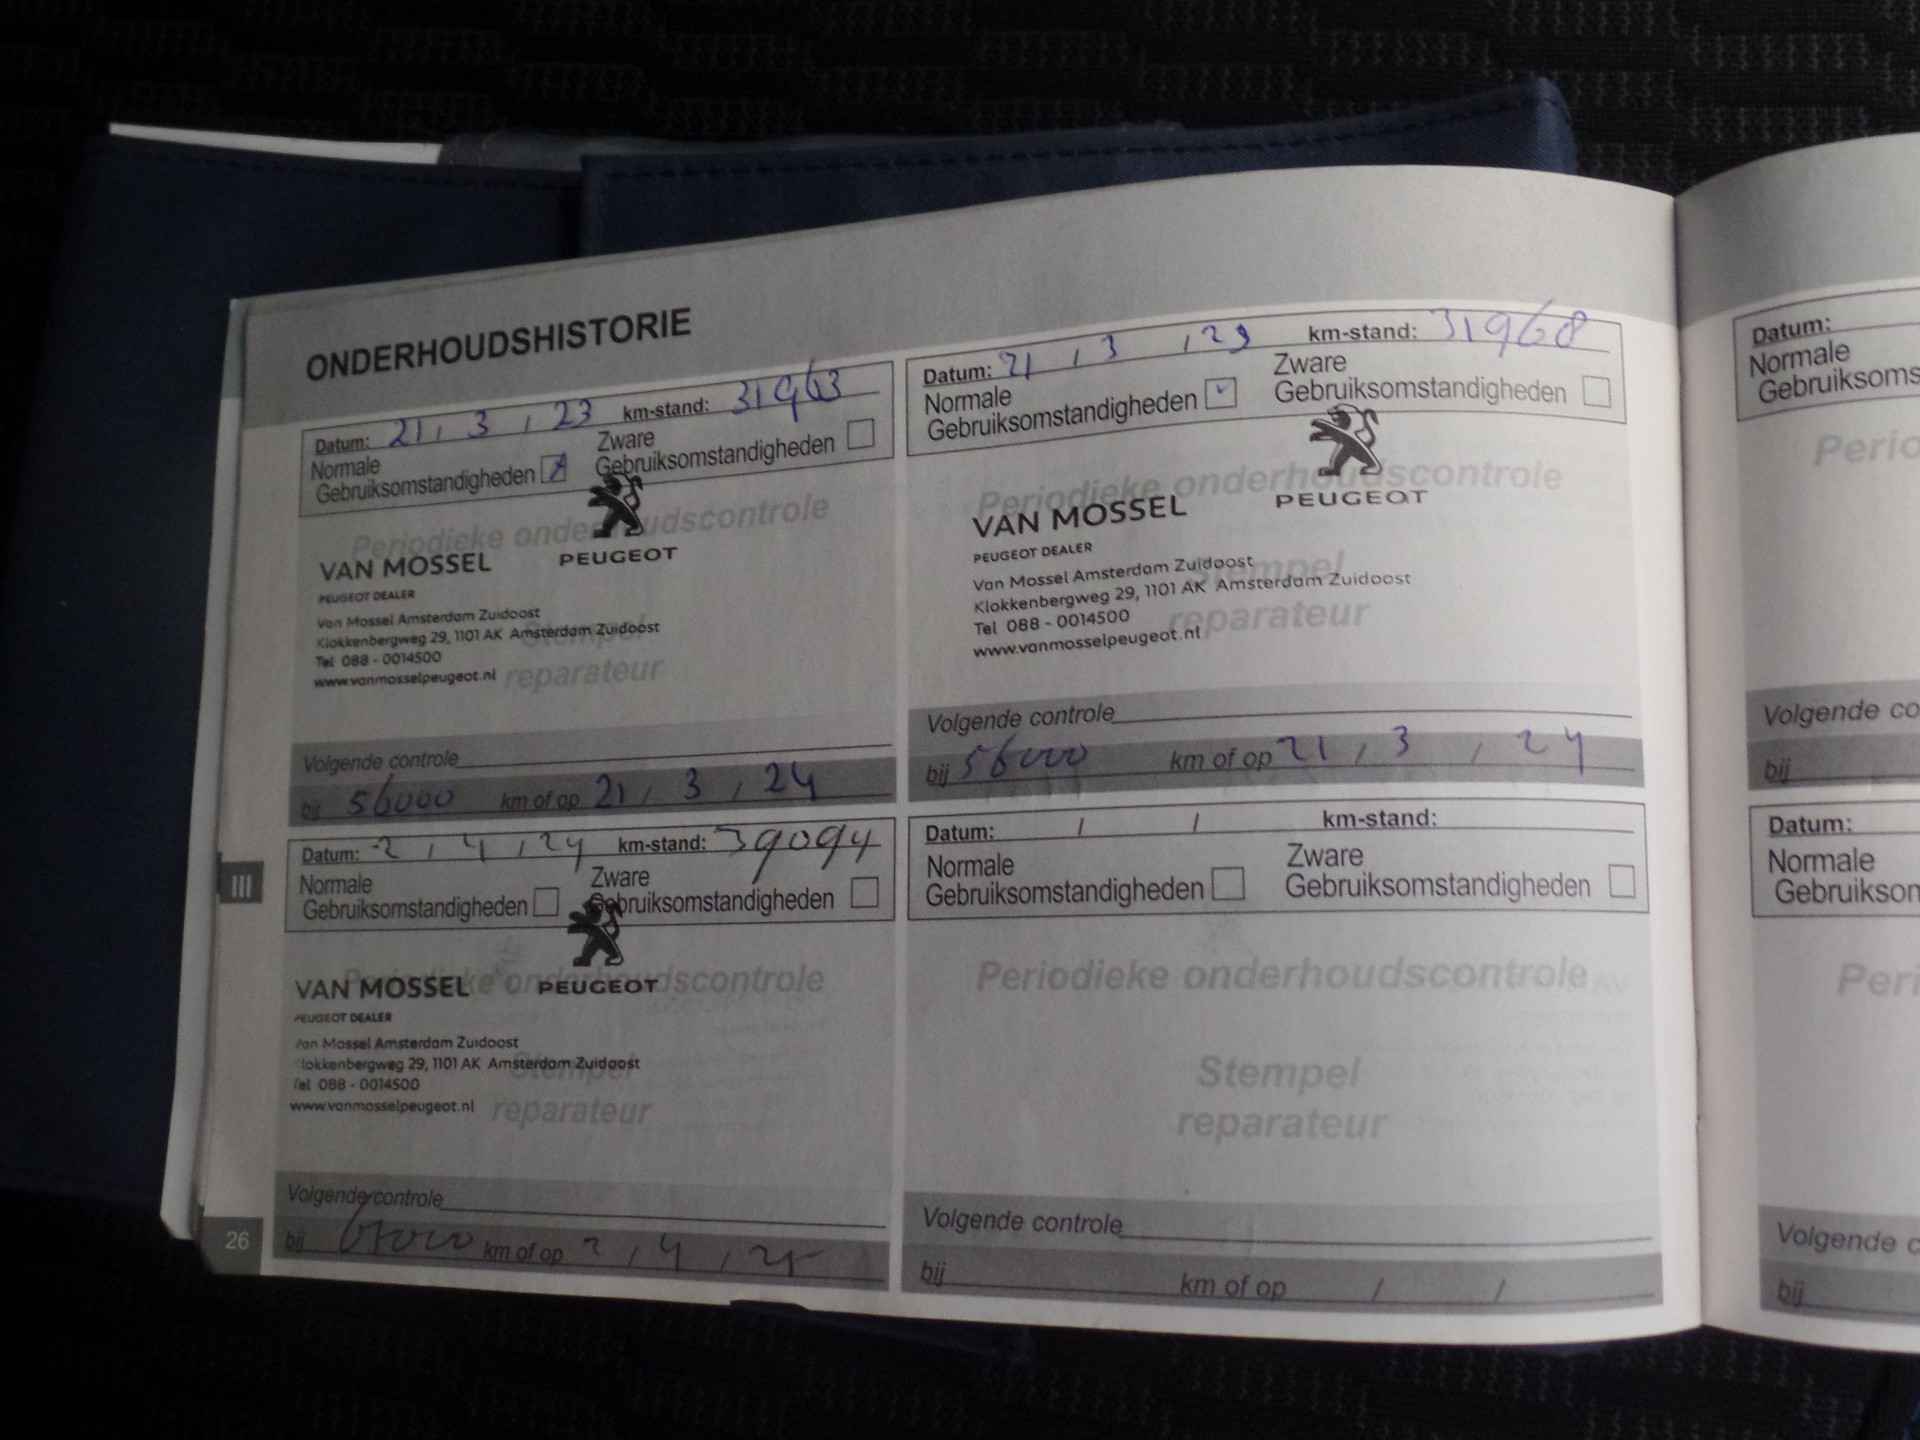 ONDERHOUDSHISTORIE
Datum: 21 / 3 / 23 km-stand: 31963
Normale
Gebruiksomstandigheden
Zware
Gebruiksomstandigheden
Periodieke onderhoudscontrole
PEUGEOT
VAN MOSSEL
PEUGEOT DEALER
Van Mossel Amsterdam Zuidoost
Klokkenbergweg 29, 1101 AK Amsterdam Zuidoost
Tel 088 - 0014500
www.vanmosselpeugeot.nl
Stempel
reparateur
Volgende controle
bij 56000 km of op 21 / 3 / 24
Datum: 21 / 3 / 23 km-stand: 31968
Normale
Gebruiksomstandigheden
Zware
Gebruiksomstandigheden
Periodieke onderhoudscontrole
PEUGEOT
VAN MOSSEL
PEUGEOT DEALER
Van Mossel Amsterdam Zuidoost
Klokkenbergweg 29, 1101 AK Amsterdam Zuidoost
Tel 088 - 0014500
www.vanmosselpeugeot.nl
Stempel
reparateur
Volgende controle
bij 56000 km of op 21 / 3 / 24
Datum: 2 / 4 / 24 km-stand: 39094
Normale
Gebruiksomstandigheden
Zware
Gebruiksomstandigheden
Periodieke onderhoudscontrole
VAN MOSSEL
PEUGEOT
PEUGEOT DEALER
Van Mossel Amsterdam Zuidoost
Klokkenbergweg 29, 1101 AK Amsterdam Zuidoost
Tel 088 - 0014500
www.vanmosselpeugeot.nl
Stempel
reparateur
Volgende controle
bij km of op 2 / 4 / 25
Datum: / / km-stand:
Normale
Gebruiksomstandigheden
Zware
Gebruiksomstandigheden
Periodieke onderhoudscontrole
Stempel
reparateur
Volgende controle
bij km of op / /
III
26
Datum:
Normale
Gebruiksoms
Perio
Volgende co
bij
Datum:
Normale
Gebruikson
Peri
Volgende c
bij